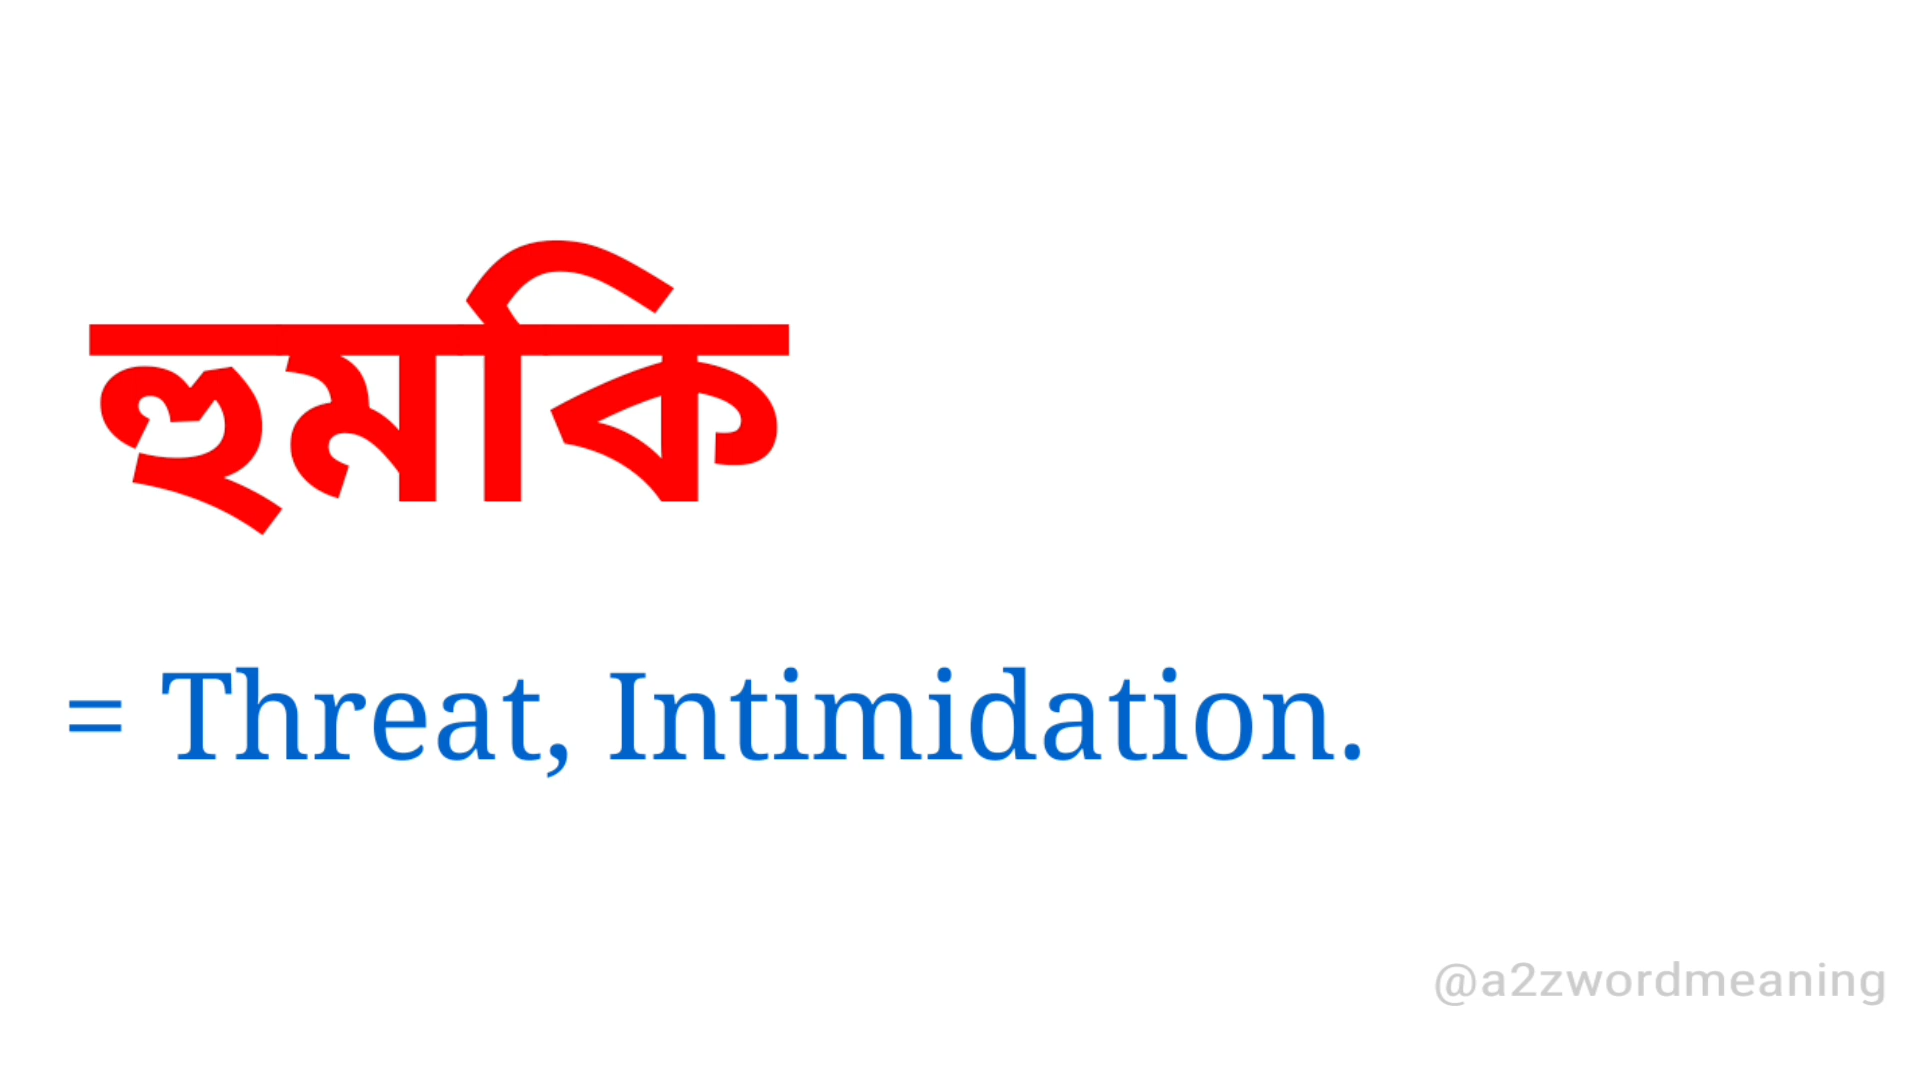 হুমকি
= Threat, Intimidation.
@a2zwordmeaning